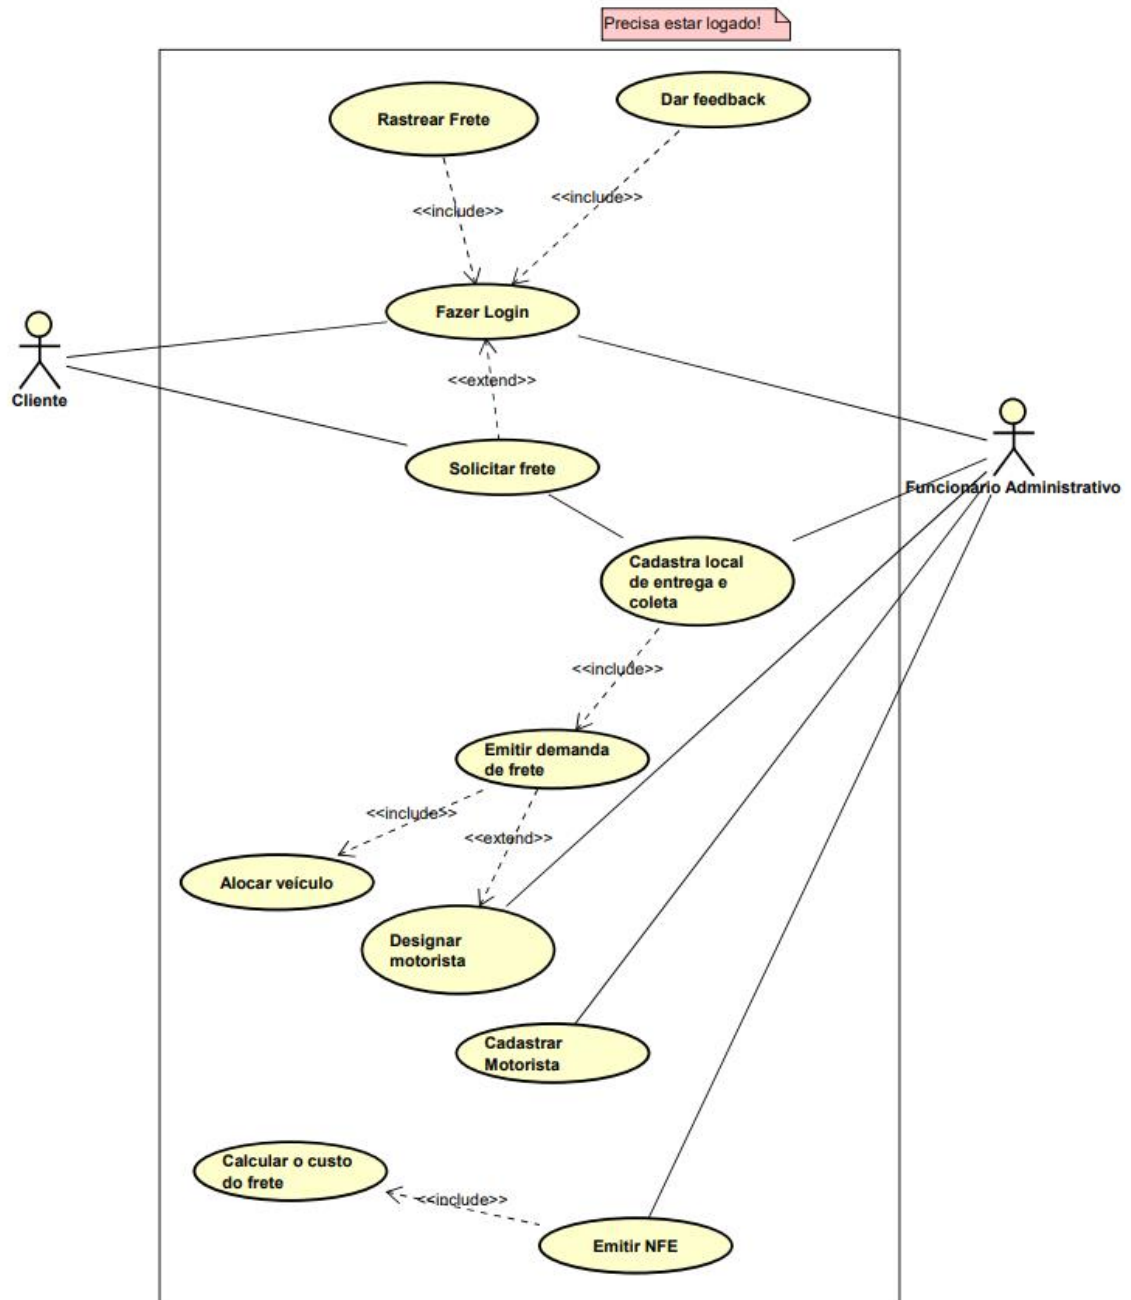 Precisa estar logado!
Dar feedback
Rastrear Frete
<<include>>
<<include>>
Fazer Login
Cliente
<<extend>>
Solicitar frete
Funcionário Administrativo
Cadastra local
de entrega e
coleta
<<include>>
Emitir demanda
de frete
<<include>>
<<extend>>
Alocar veículo
Designar
motorista
Cadastrar
Motorista
Calcular o custo
do frete
<<include>>
Emitir NFE